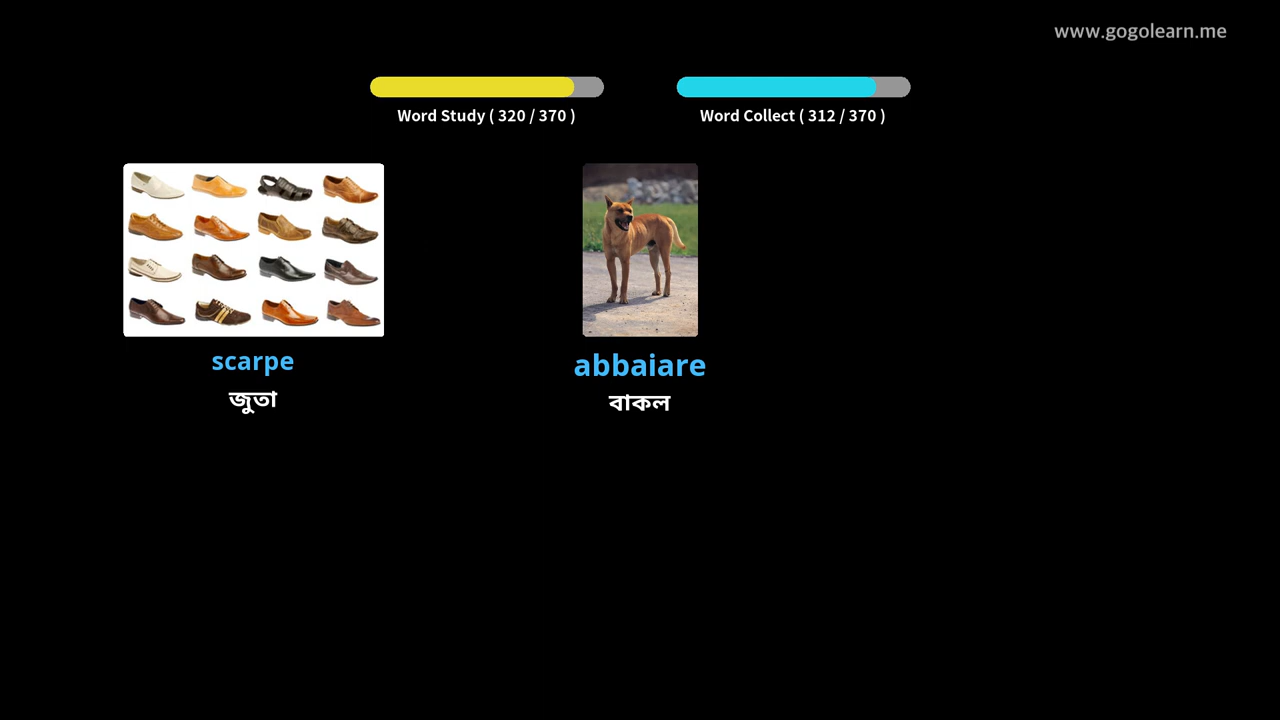 www.gogolearn.me
Word Study ( 320 / 370 )
Word Collect ( 312 / 370 )
scarpe
জুতা
abbaiare
বাকল